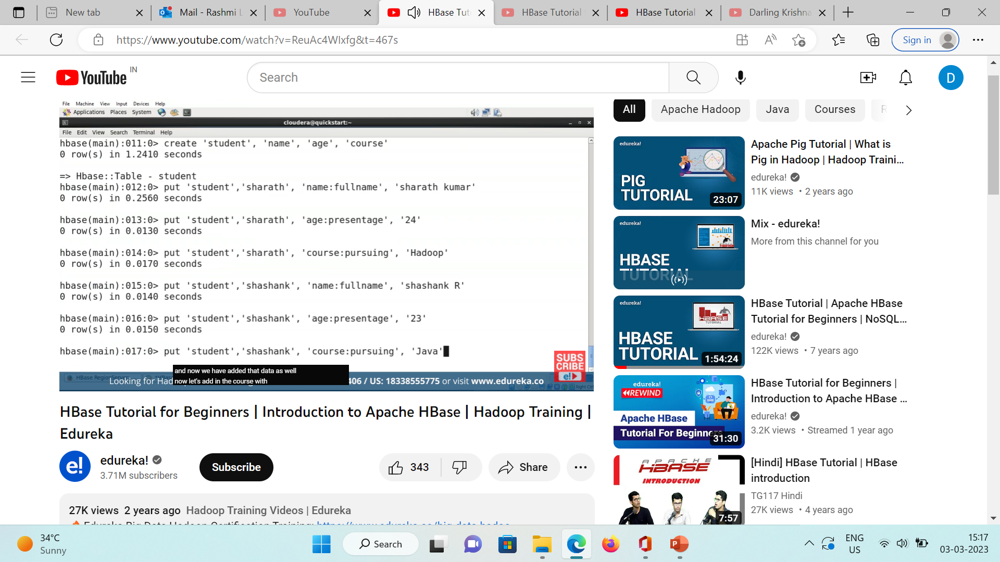 New tab
Mail - Rashmi L
YouTube
HBase Tut
HBase Tutorial
HBase Tutorial
Darling Krishna
https://www.youtube.com/watch?v=ReuAc4WIxfg&t=467s
Sign in
YouTube IN
Search
D
File Machine View Input Devices Help
Applications Places System
cloudera@quickstart:~
File Edit View Search Terminal Help
hbase(main):011:0> create 'student', 'name', 'age', 'course'
0 row(s) in 1.2410 seconds
=> Hbase::Table - student
hbase(main):012:0> put 'student','sharath', 'name:fullname', 'sharath kumar'
0 row(s) in 0.2560 seconds
hbase(main):013:0> put 'student','sharath', 'age:presentage', '24'
0 row(s) in 0.0130 seconds
hbase(main):014:0> put 'student','sharath', 'course:pursuing', 'Hadoop'
0 row(s) in 0.0170 seconds
hbase(main):015:0> put 'student','shashank', 'name:fullname', 'shashank R'
0 row(s) in 0.0140 seconds
hbase(main):016:0> put 'student','shashank', 'age:presentage', '23'
0 row(s) in 0.0150 seconds
hbase(main):017:0> put 'student','shashank', 'course:pursuing', 'Java'
SUBS
CRIBE
e!
and now we have added that data as well
now let's add in the course with
Looking for Had 406 / US: 18338555775 or visit www.edureka.co
HBase Tutorial for Beginners | Introduction to Apache HBase | Hadoop Training |
Edureka
e!
edureka!
3.71M subscribers
Subscribe
343
Share
27K views 2 years ago Hadoop Training Videos | Edureka
All
Apache Hadoop
Java
Courses
edureka!
PIG
TUTORIAL
23:07
Apache Pig Tutorial | What is
Pig in Hadoop | Hadoop Traini...
edureka!
11K views • 2 years ago
edureka!
HBASE
TUTORIAL
Mix - edureka!
More from this channel for you
edureka!
HBASE
TUTORIAL
HBASE
TUTORIAL
1:54:24
HBase Tutorial | Apache HBase
Tutorial for Beginners | NoSQL...
edureka!
122K views • 7 years ago
edureka!
REWIND
Apache HBase
Tutorial For Beginners
31:30
HBase Tutorial for Beginners |
Introduction to Apache HBase ...
edureka!
3.2K views • Streamed 1 year ago
APACHE
HBASE
INTRODUCTION
7:57
[Hindi] HBase Tutorial | HBase
introduction
TG117 Hindi
27K views • 4 years ago
34°C
Sunny
Search
ENG
US
15:17
03-03-2023